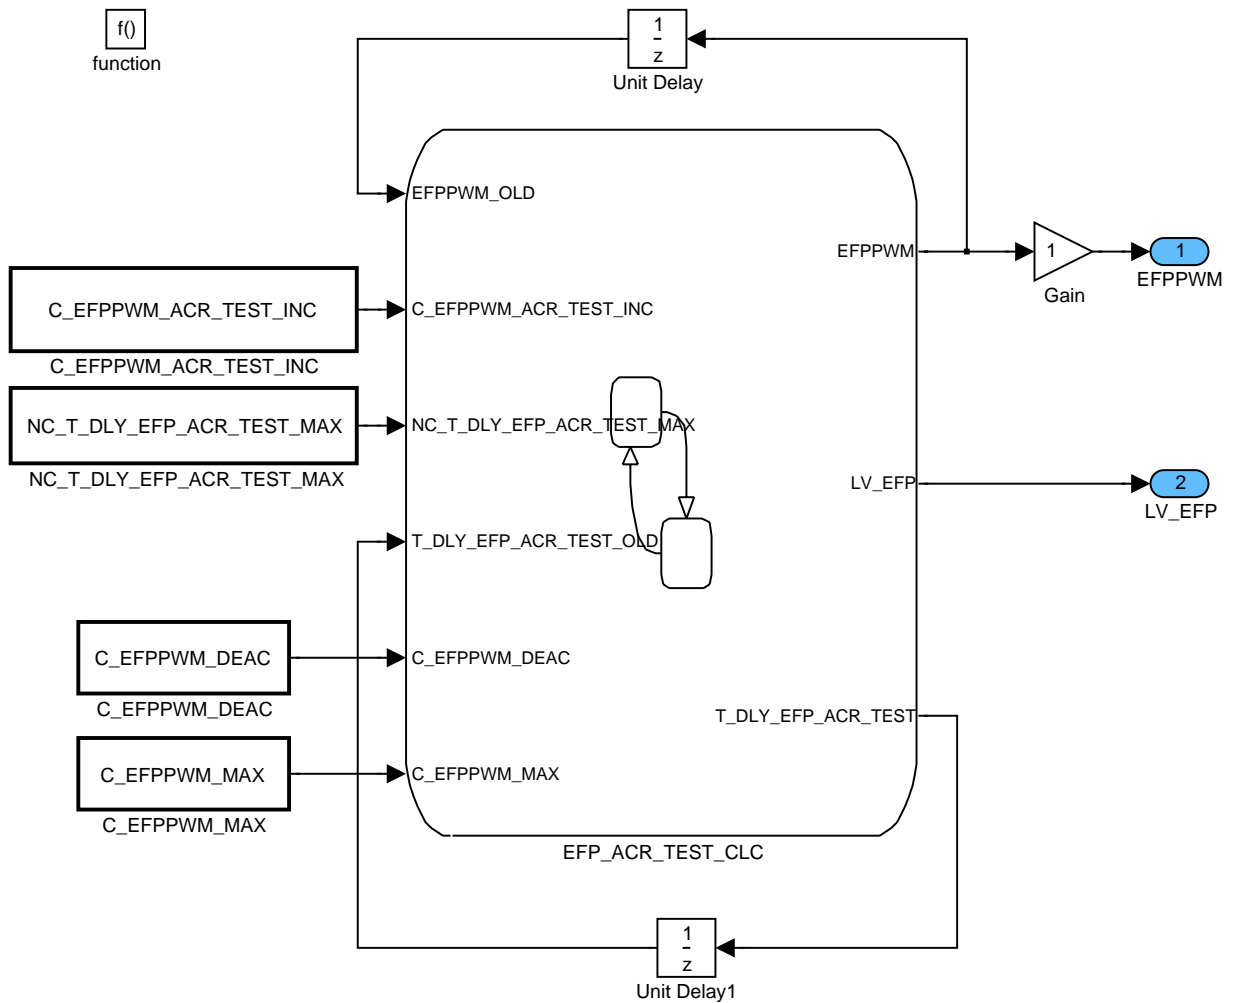 f()
function
1
z
Unit Delay
EFPPWM_OLD
EFPPWM
1
Gain
1
EFPPWM
C_EFPPWM_ACR_TEST_INC
C_EFPPWM_ACR_TEST_INC
C_EFPPWM_ACR_TEST_INC
NC_T_DLY_EFP_ACR_TEST_MAX
NC_T_DLY_EFP_ACR_TEST_MAX
NC_T_DLY_EFP_ACR_TEST_MAX
LV_EFP
2
LV_EFP
T_DLY_EFP_ACR_TEST_OLD
C_EFPPWM_DEAC
C_EFPPWM_DEAC
C_EFPPWM_DEAC
T_DLY_EFP_ACR_TEST
C_EFPPWM_MAX
C_EFPPWM_MAX
C_EFPPWM_MAX
EFP_ACR_TEST_CLC
1
z
Unit Delay1